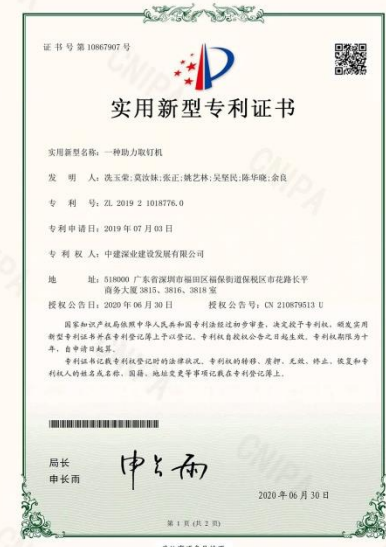 证书号第10867907号
实用新型专利证书
实用新型名称：一种助力取钉机
发 明 人：冼玉荣;莫汝妹;张正;姚艺林;吴坚民;陈华晓;余良
专 利 号：ZL 2019 2 1018776.0
专利申请日：2019年07月03日
专 利 权 人：中建深业建设发展有限公司
地 址：518000 广东省深圳市福田区福保街道保税区市花路长平
商务大厦 3815、3816、3818室
授权公告日：2020年06月30日 授权公告号：CN 210879513 U
国家知识产权局依照中华人民共和国专利法经过初步审查，决定授予专利权，颁发实用
新型专利证书并在专利登记簿上予以登记。专利权自授权公告之日起生效。专利权期限为十
年，自申请日起算。
专利证书记载专利权登记时的法律状况。专利权的转移、质押、无效、终止、恢复和专
利权人的姓名或名称、国籍、地址变更等事项记载在专利登记簿上。
局长
申长雨
申长雨
2020年06月30日
第 1 页 (共 2 页)